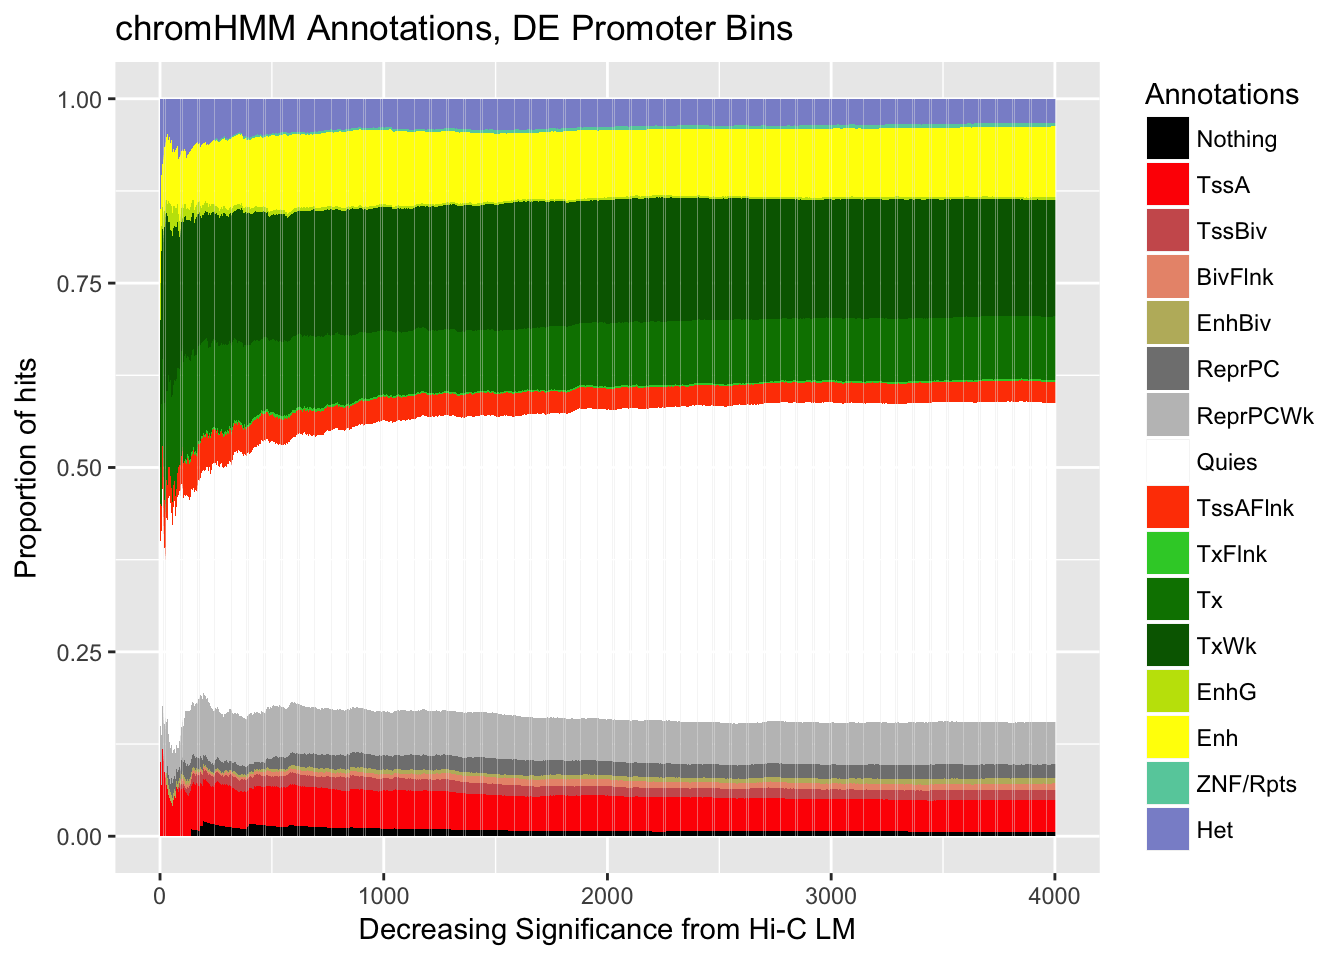 chromHMM Annotations, DE Promoter Bins
Proportion of hits
1.00
0.75
0.50
0.25
0.00
0
1000
2000
3000
4000
Decreasing Significance from Hi-C LM
Annotations
Nothing
TssA
TssBiv
BivFlnk
EnhBiv
ReprPC
ReprPCWk
Quies
TssAFlnk
TxFlnk
Tx
TxWk
EnhG
Enh
ZNF/Rpts
Het